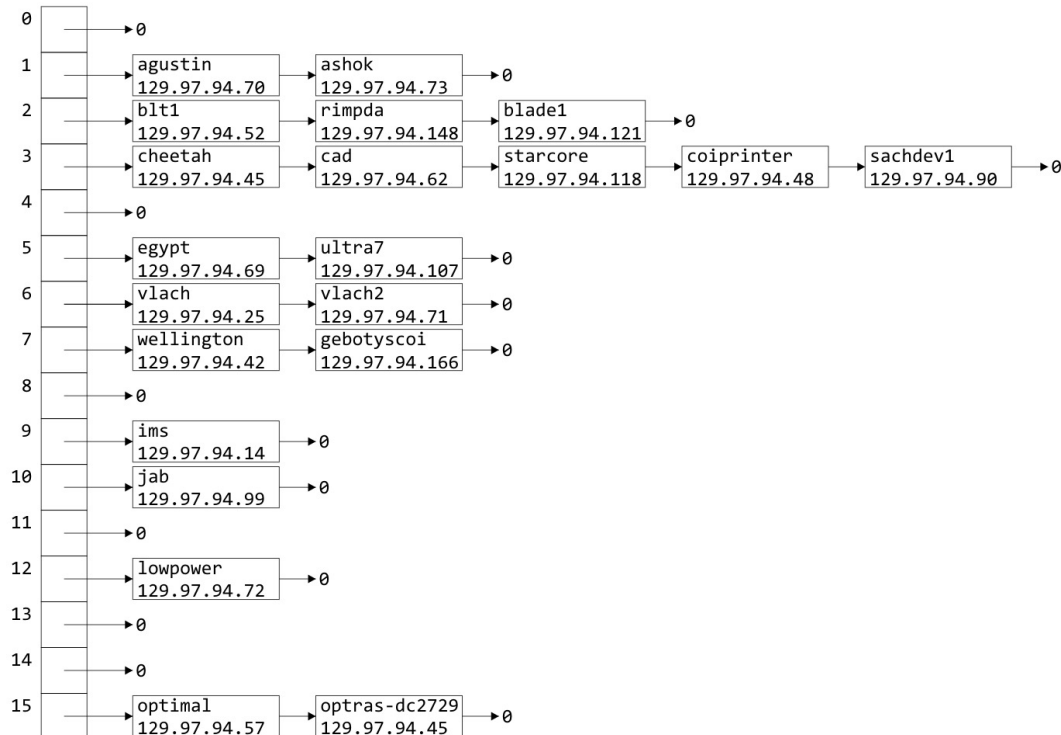 0
0
1
agustin
129.97.94.70
ashok
129.97.94.73
0
2
blt1
129.97.94.52
rimpda
129.97.94.148
blade1
129.97.94.121
0
3
cheetah
129.97.94.45
cad
129.97.94.62
starcore
129.97.94.118
coiprinter
129.97.94.48
sachdev1
129.97.94.90
0
4
0
5
egypt
129.97.94.69
ultra7
129.97.94.107
0
6
vlach
129.97.94.25
vlach2
129.97.94.71
0
7
wellington
129.97.94.42
gebotyscoi
129.97.94.166
0
8
0
9
ims
129.97.94.14
0
10
jab
129.97.94.99
0
11
0
12
lowpower
129.97.94.72
0
13
0
14
0
15
optimal
129.97.94.57
optras-dc2729
129.97.94.45
0